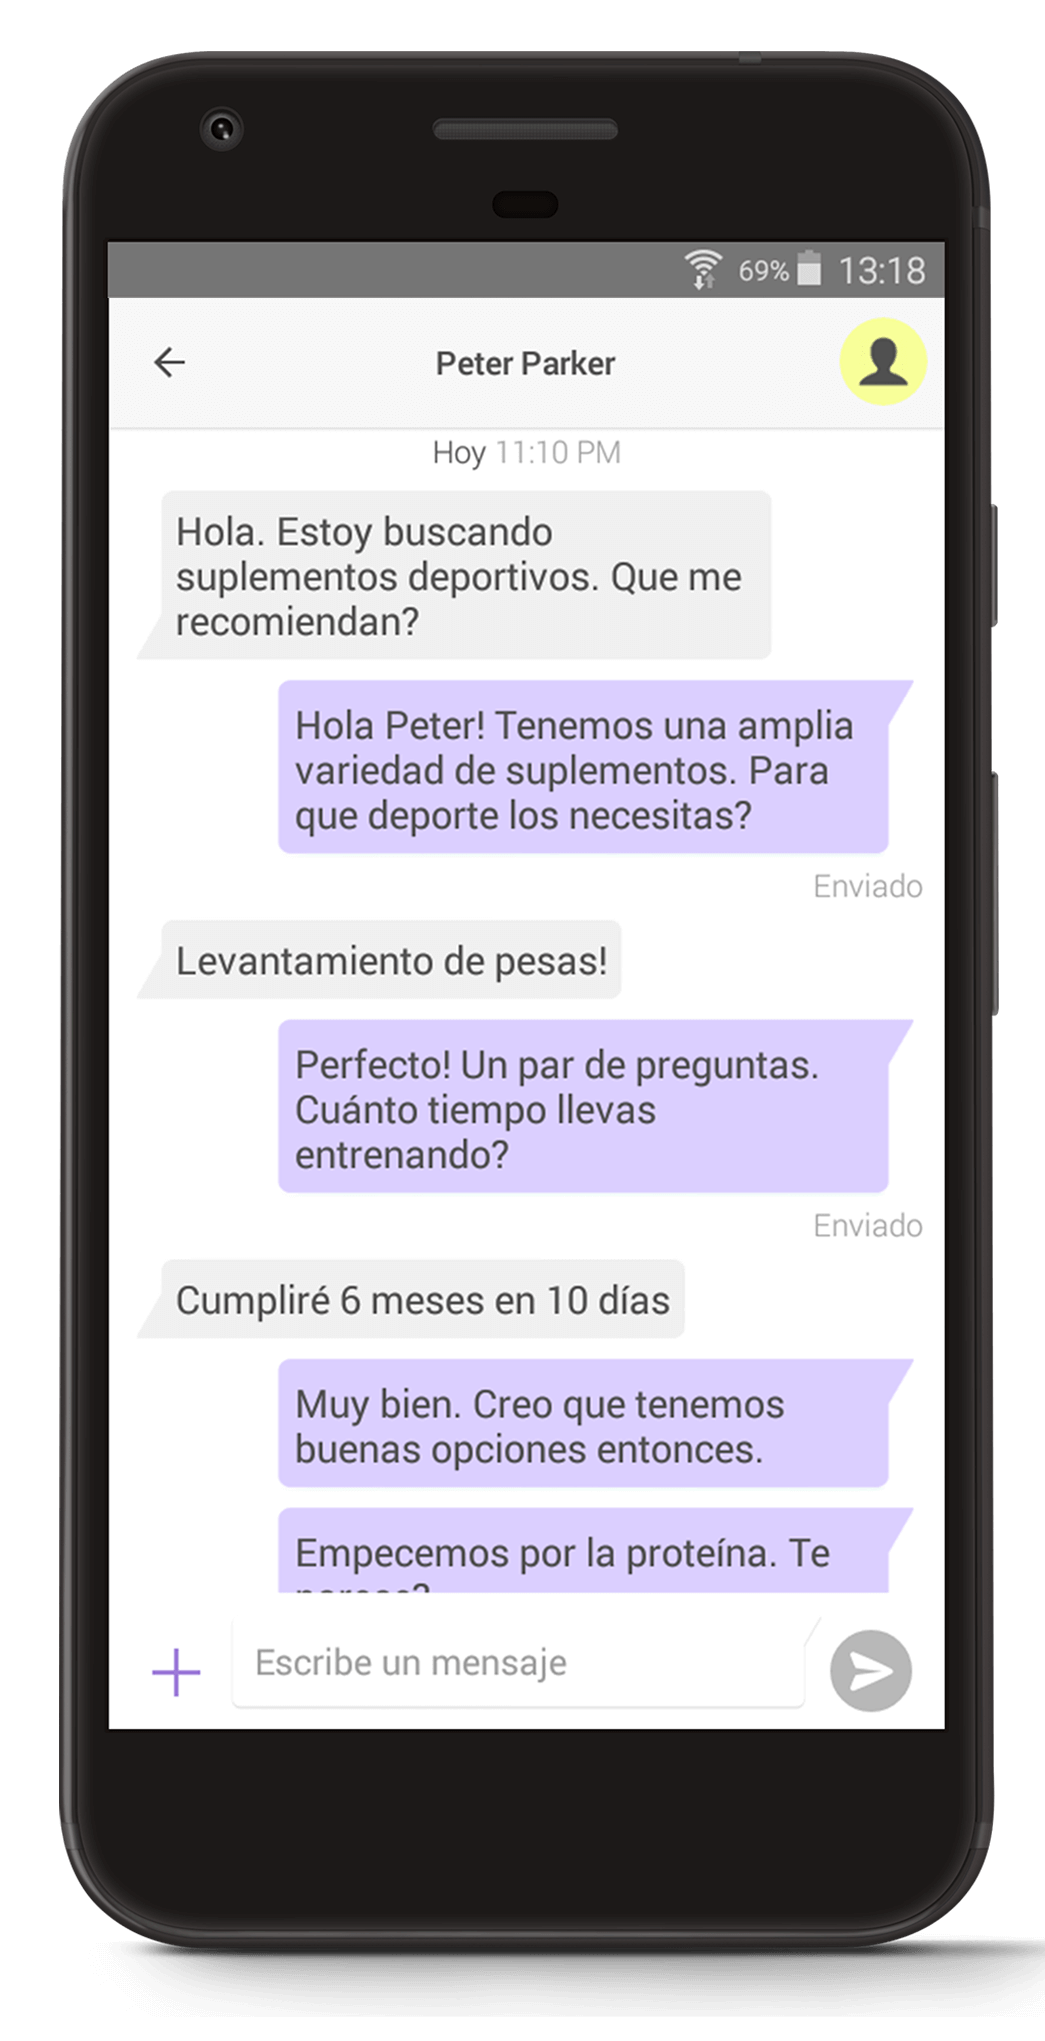 69% 13:18
Peter Parker
Hoy 11:10 PM
Hola. Estoy buscando
suplementos deportivos. Que me
recomiendan?
Hola Peter! Tenemos una amplia
variedad de suplementos. Para
que deporte los necesitas?
Enviado
Levantamiento de pesas!
Perfecto! Un par de preguntas.
Cuánto tiempo llevas
entrenando?
Enviado
Cumpliré 6 meses en 10 días
Muy bien. Creo que tenemos
buenas opciones entonces.
Empecemos por la proteína. Te
Escribe un mensaje